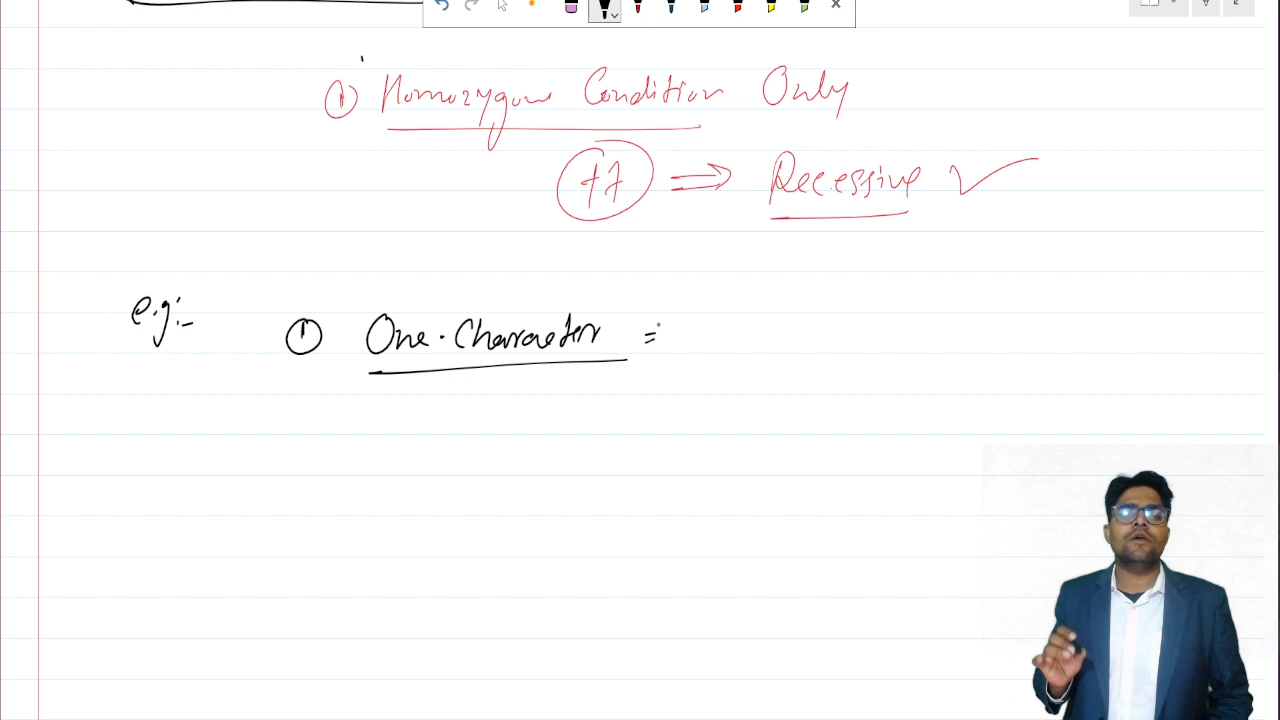 ① Homozygous Condition Only
tt ⇒ Recessive ✓
e.g:-
① One-Character =